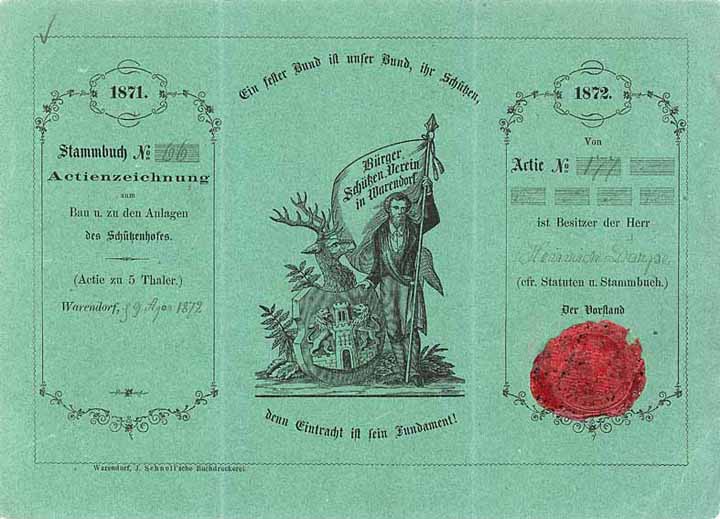 1871.
Stammbuch No 66
Actienzeichnung
zum
Bau u. zu den Anlagen
des Schützenhofes.
(Actie zu 5 Thaler.)
Warendorf, 1872
Ein fester Bund ist unser Bund, ihr Schützen,
Bürger
Schützen-Verein
in Warendorf
denn Eintracht ist sein Fundament!
1872.
Von
Actie No 177
ist Besitzer der Herr
Heinrich
(cfr. Statuten u. Stammbuch.)
Der Vorstand
Warendorf, J. Schnell'sche Buchdruckerei.